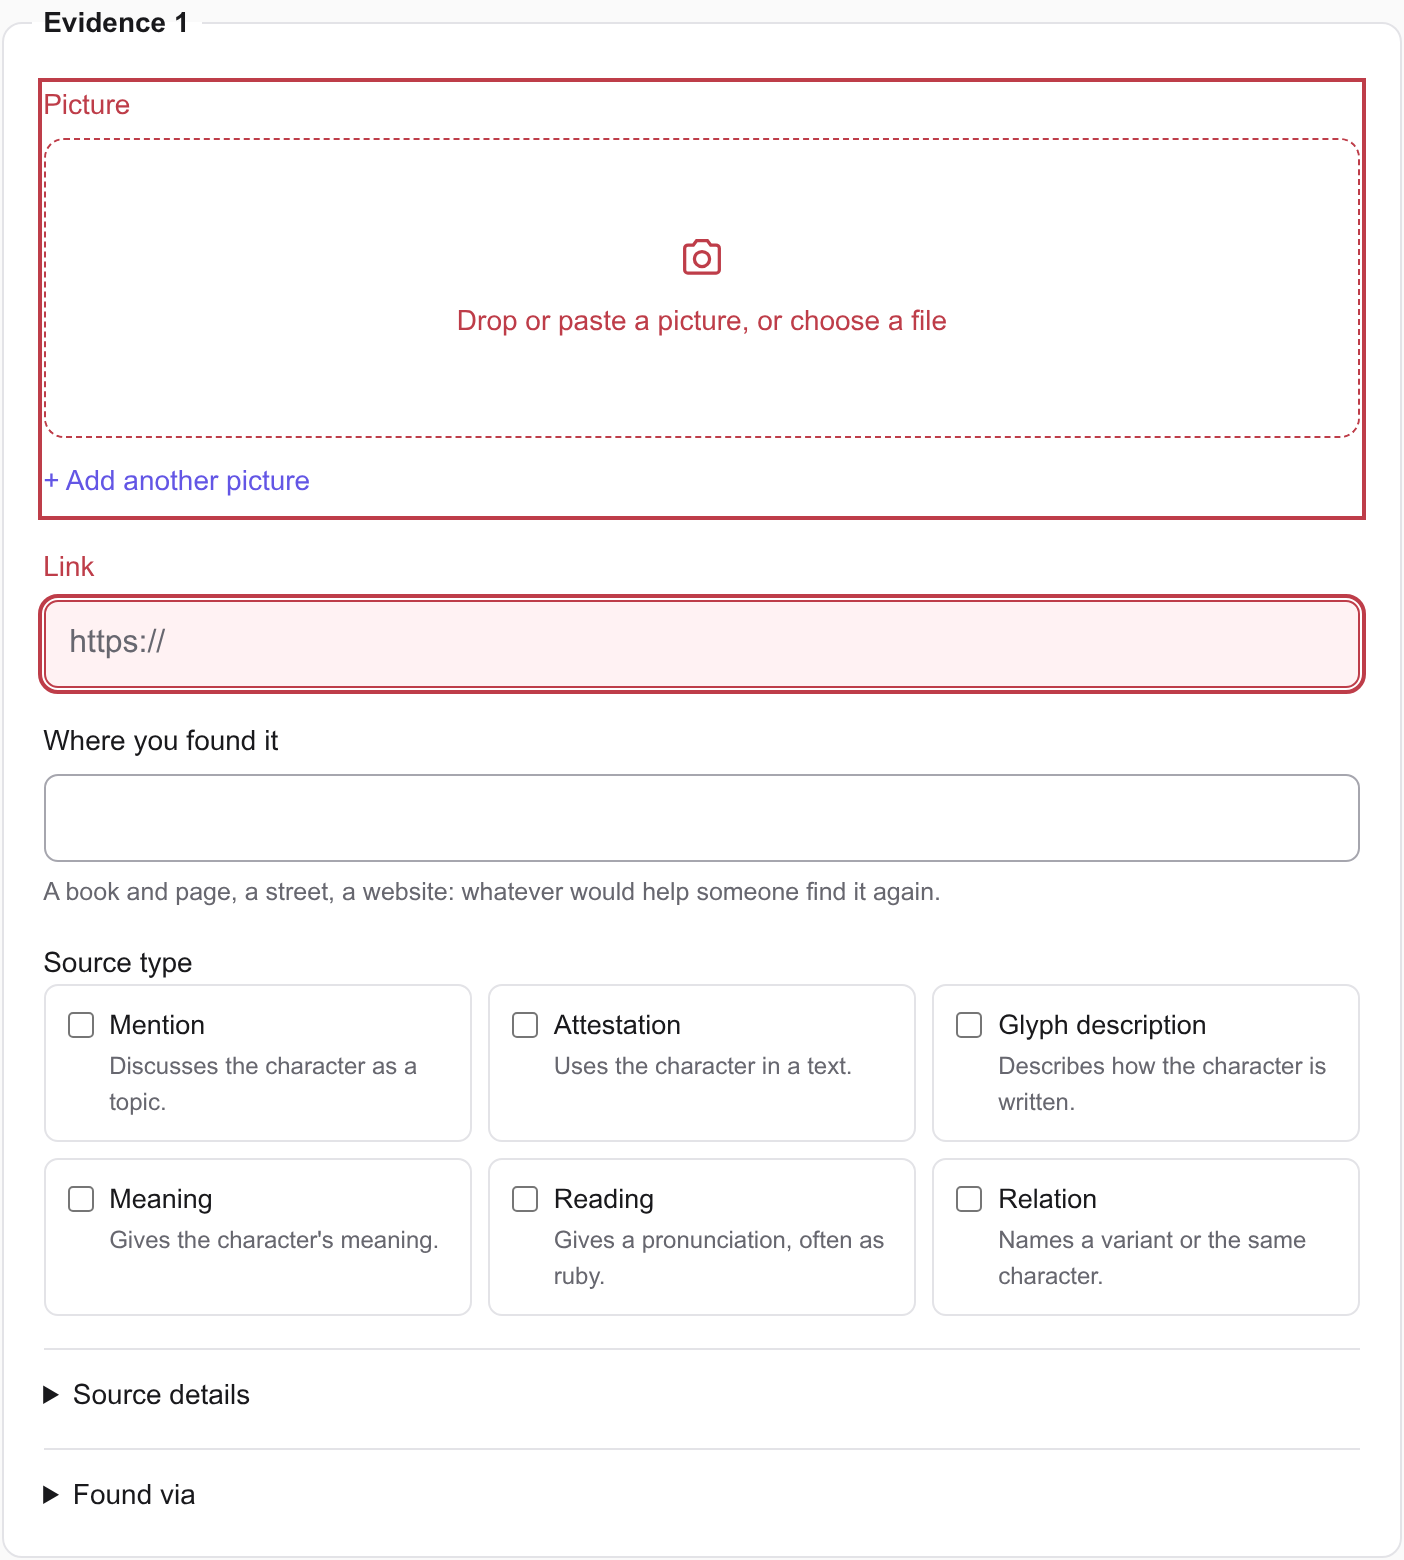 Evidence 1
Picture
Drop or paste a picture, or choose a file
+ Add another picture
Link
https://
Where you found it
A book and page, a street, a website: whatever would help someone find it again.
Source type
Mention
Discusses the character as a
topic.
Attestation
Uses the character in a text.
Glyph description
Describes how the character is
written.
Meaning
Gives the character's meaning.
Reading
Gives a pronunciation, often as
ruby.
Relation
Names a variant or the same
character.
Source details
Found via